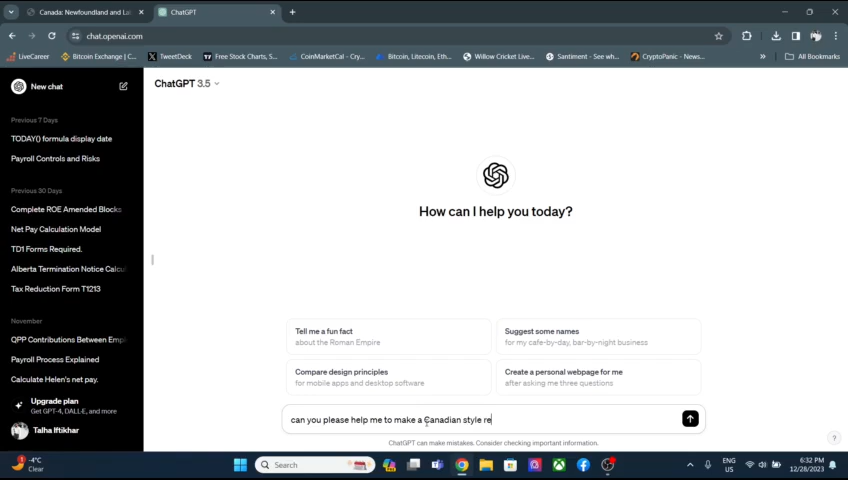 Canada: Newfoundland and La
ChatGPT
chat.openai.com
LiveCareer
Bitcoin Exchange | C...
TweetDeck
Free Stock Charts, S...
CoinMarketCal - Cry...
Bitcoin, Litecoin, Eth...
Willow Cricket Live...
Santiment - See wh...
CryptoPanic - News...
All Bookmarks
New chat
ChatGPT 3.5
Previous 7 Days
TODAY() formula display date
Payroll Controls and Risks
Previous 30 Days
Complete ROE Amended Blocks
Net Pay Calculation Model
TD1 Forms Required.
Alberta Termination Notice Calcu
Tax Reduction Form T1213
November
QPP Contributions Between Empl
Payroll Process Explained
Calculate Helen's net pay.
Upgrade plan
Get GPT-4, DALL·E, and more
Talha Iftikhar
How can I help you today?
Tell me a fun fact
about the Roman Empire
Suggest some names
for my cafe-by-day, bar-by-night business
Compare design principles
for mobile apps and desktop software
Create a personal webpage for me
after asking me three questions
can you please help me to make a Canadian style re
ChatGPT can make mistakes. Consider checking important information.
?
-4°C
Clear
Search
ENG
US
6:32 PM
12/28/2023